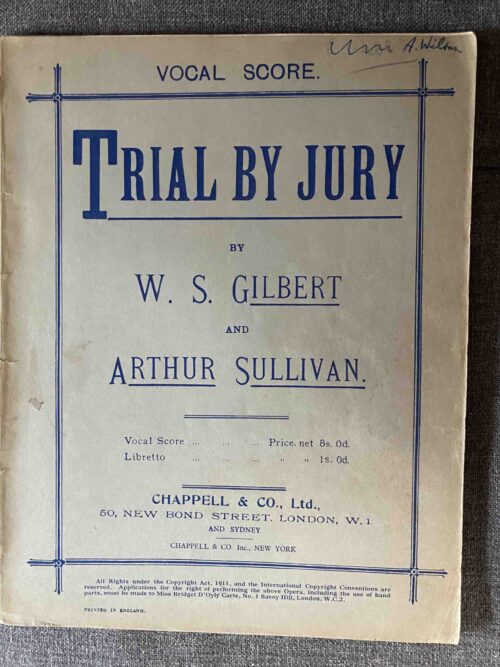 A. Wilson
VOCAL SCORE.
TRIAL BY JURY
BY
W. S. GILBERT
AND
ARTHUR SULLIVAN.
Vocal Score ... ... ... Price, net 8s. 0d.
Libretto ... ... ... „ „ 1s. 0d.
CHAPPELL & CO., Ltd.,
50, NEW BOND STREET, LONDON, W. 1
AND SYDNEY
CHAPPELL & CO Inc., NEW YORK
All Rights under the Copyright Act, 1911, and the International Copyright Conventions are
reserved. Applications for the right of performing the above Opera, including the use of band
parts, must be made to Miss Bridget D'Oyly Carte, No. 1 Savoy Hill, London, W.C.2.
PRINTED IN ENGLAND.